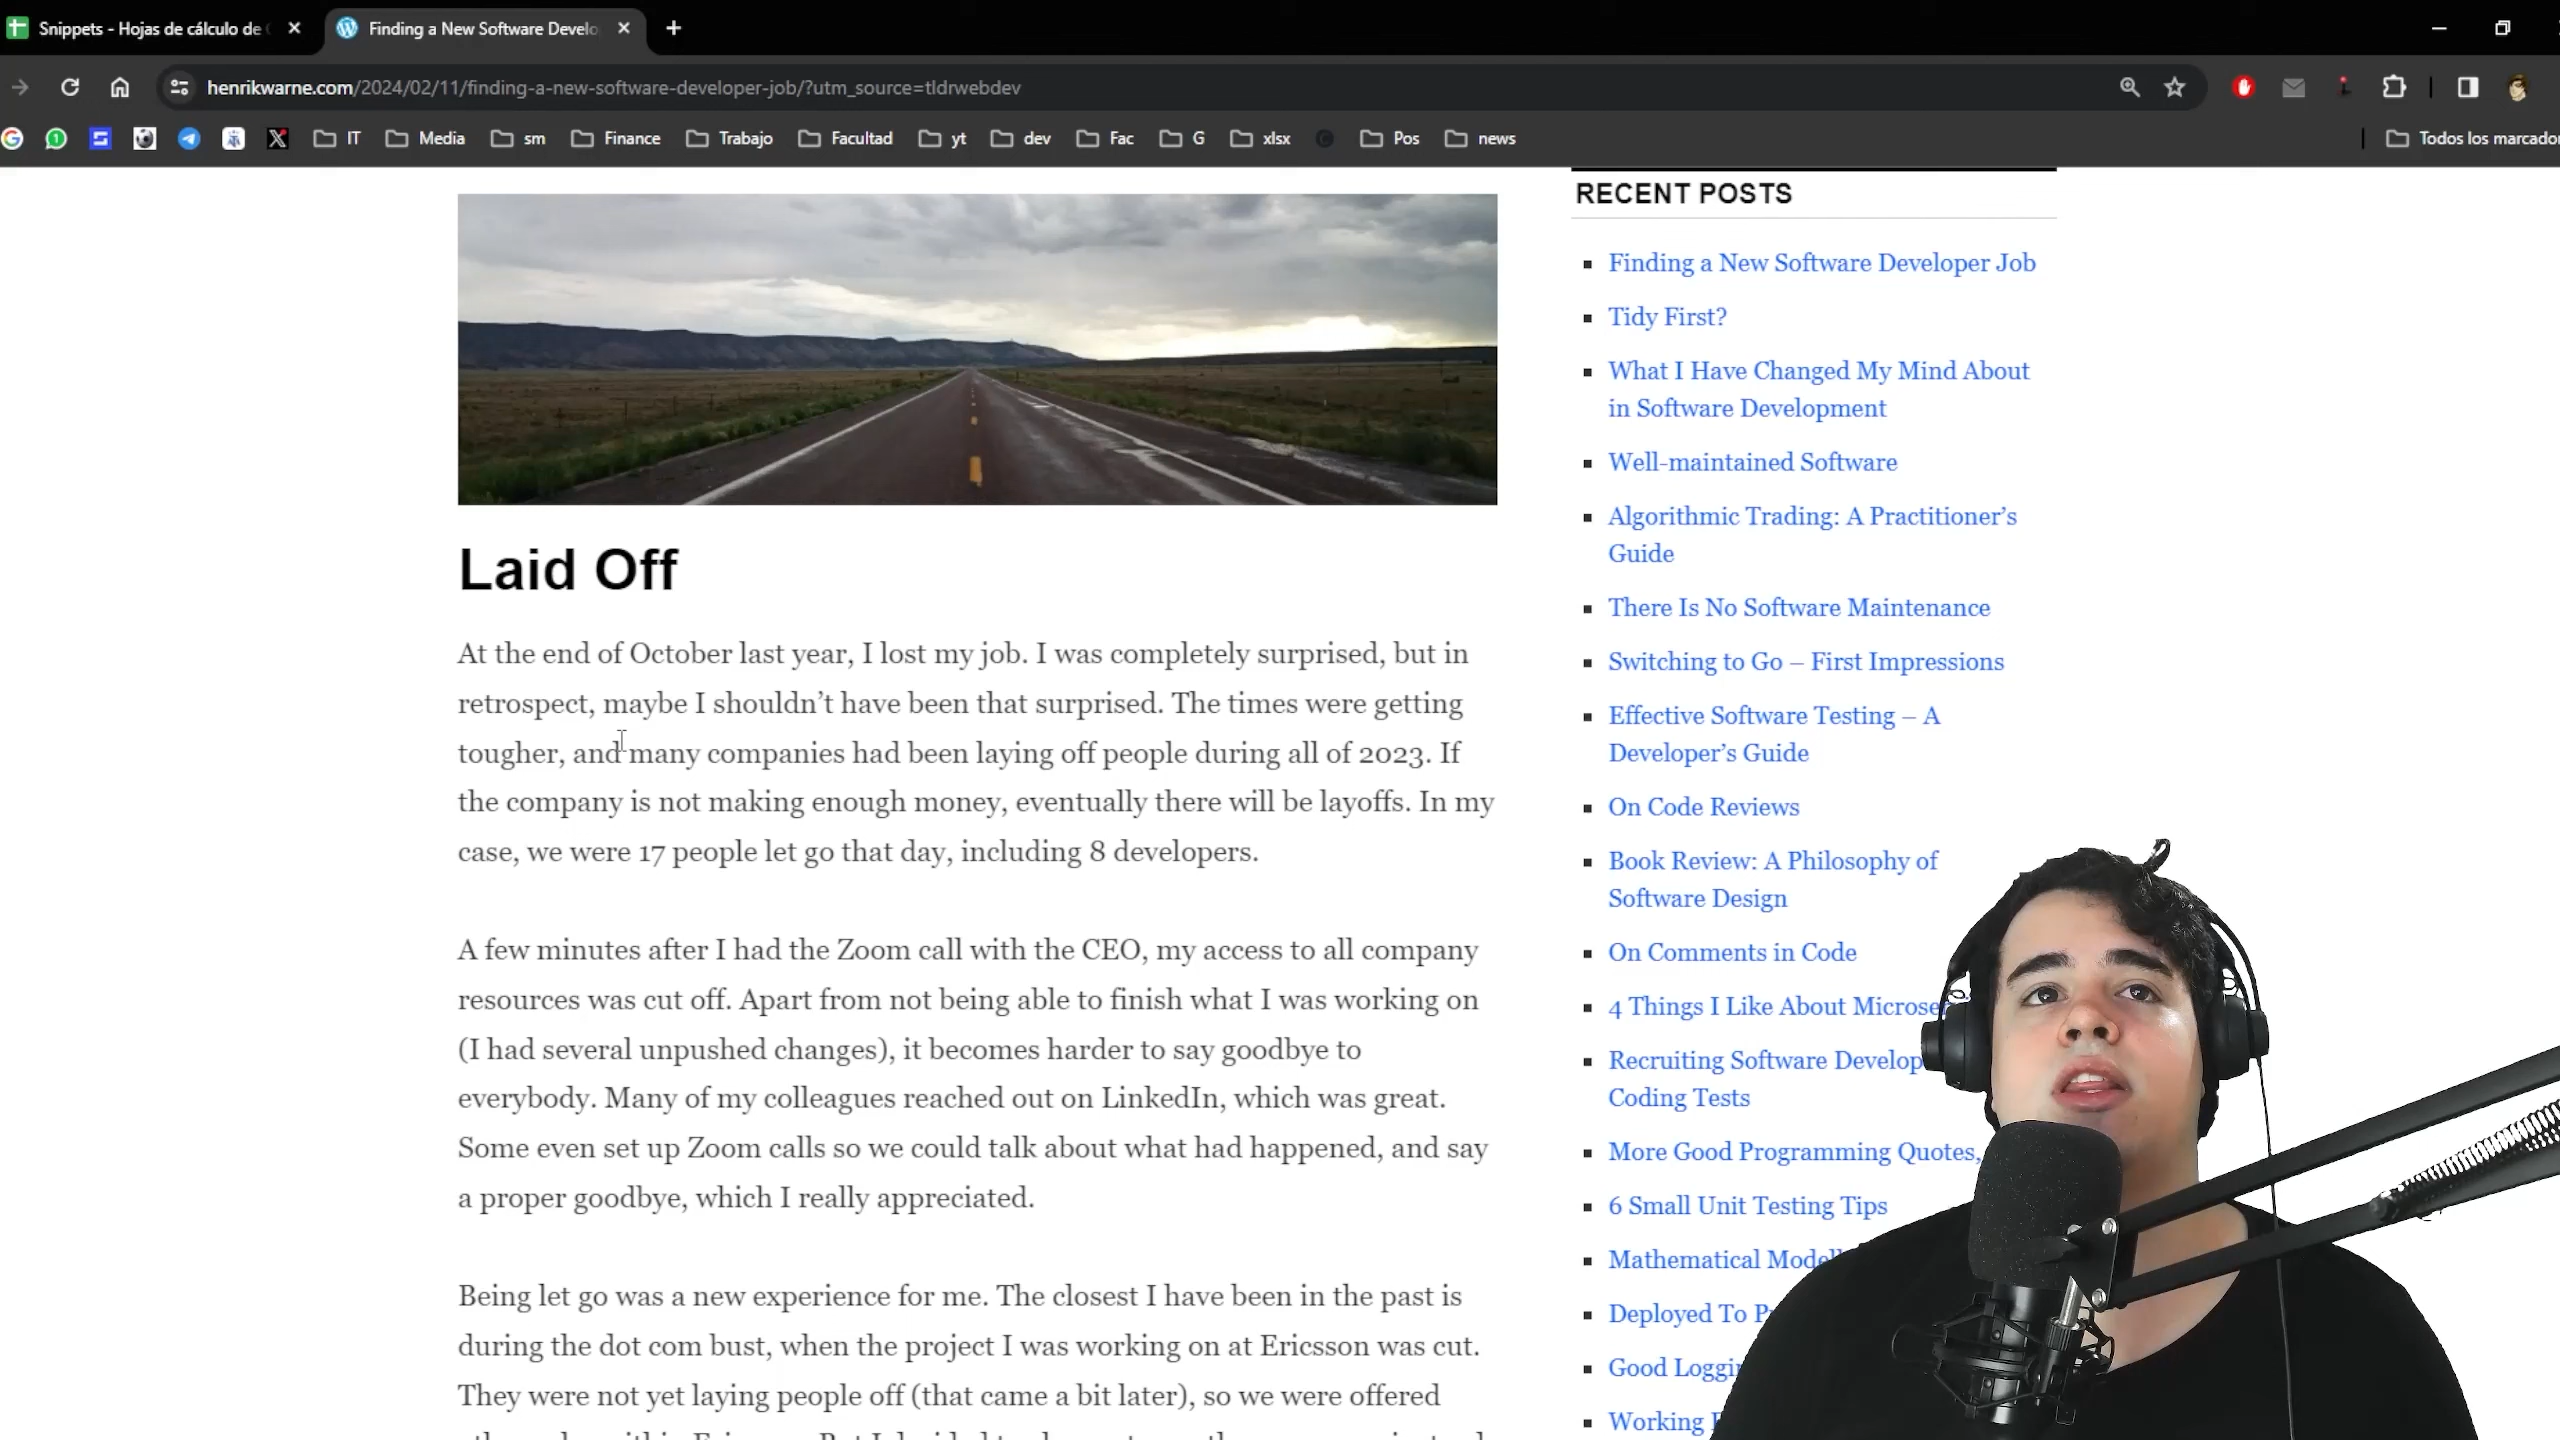 Snippets - Hojas de cálculo de
Finding a New Software Develo
henrikwarne.com/2024/02/11/finding-a-new-software-developer-job/?utm_source=tldrwebdev
IT Media sm Finance Trabajo Facultad yt dev Fac G xlsx Pos news Todos los marcador
Laid Off
At the end of October last year, I lost my job. I was completely surprised, but in
retrospect, maybe I shouldn’t have been that surprised. The times were getting
tougher, and many companies had been laying off people during all of 2023. If
the company is not making enough money, eventually there will be layoffs. In my
case, we were 17 people let go that day, including 8 developers.
A few minutes after I had the Zoom call with the CEO, my access to all company
resources was cut off. Apart from not being able to finish what I was working on
(I had several unpushed changes), it becomes harder to say goodbye to
everybody. Many of my colleagues reached out on LinkedIn, which was great.
Some even set up Zoom calls so we could talk about what had happened, and say
a proper goodbye, which I really appreciated.
Being let go was a new experience for me. The closest I have been in the past is
during the dot com bust, when the project I was working on at Ericsson was cut.
They were not yet laying people off (that came a bit later), so we were offered
RECENT POSTS
Finding a New Software Developer Job
Tidy First?
What I Have Changed My Mind About
in Software Development
Well-maintained Software
Algorithmic Trading: A Practitioner’s
Guide
There Is No Software Maintenance
Switching to Go – First Impressions
Effective Software Testing – A
Developer’s Guide
On Code Reviews
Book Review: A Philosophy of
Software Design
On Comments in Code
4 Things I Like About Microse
Recruiting Software Develop
Coding Tests
More Good Programming Quotes,
6 Small Unit Testing Tips
Mathematical Model
Deployed To P
Good Loggin
Working